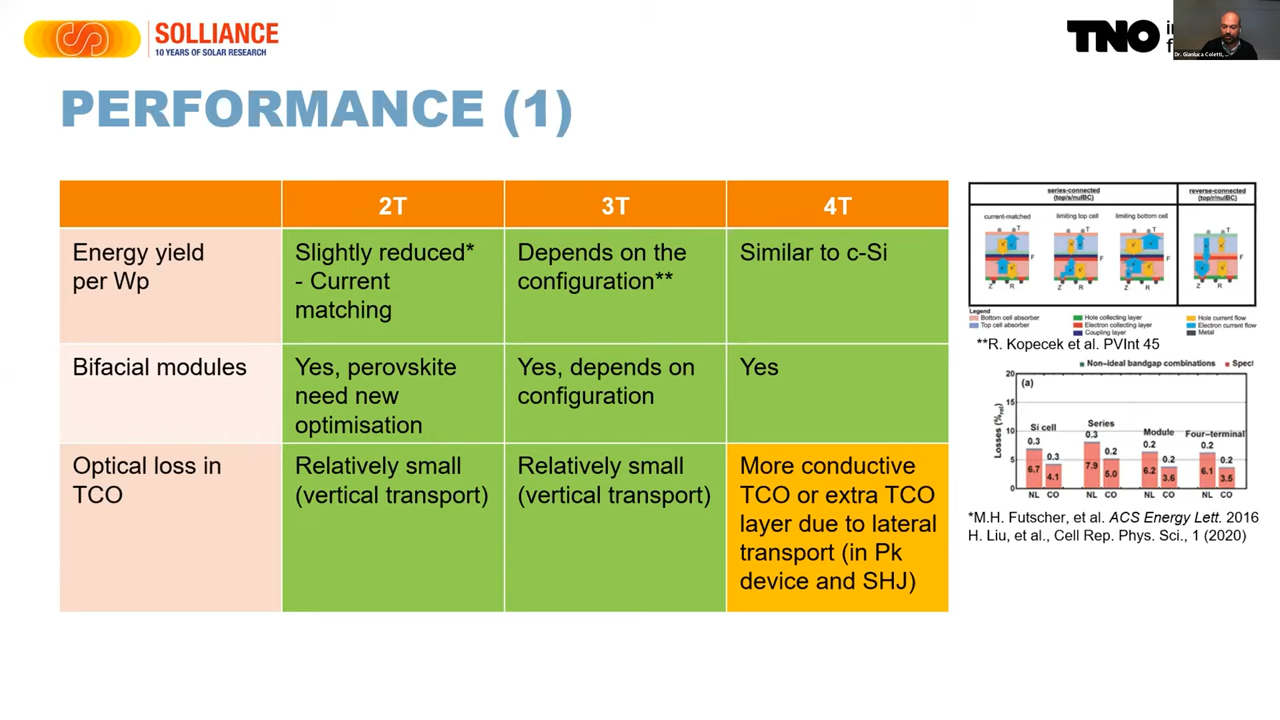 SOLLIANCE
10 YEARS OF SOLAR RESEARCH
TNO
Dr. Gianluca Coletti, ...
PERFORMANCE (1)
2T 3T 4T
Energy yield per Wp
Slightly reduced*
- Current
matching
Depends on the
configuration**
Similar to c-Si
Bifacial modules
Yes, perovskite
need new
optimisation
Yes, depends on
configuration
Yes
Optical loss in
TCO
Relatively small
(vertical transport)
Relatively small
(vertical transport)
More conductive
TCO or extra TCO
layer due to lateral
transport (in Pk
device and SHJ)
series-connected
(top/s/nuIBC)
reverse-connected
(top/r/nuIBC)
current-matched
limiting top cell
limiting bottom cell
T T T T
F F
Z R Z R Z R Z R
Legend
Bottom cell absorber
Top cell absorber
Hole collecting layer
Electron collecting layer
Coupling layer
Hole current flow
Electron current flow
Metal
**R. Kopecek et al. PVInt 45
Non-ideal bandgap combinations
Spec
(a)
Losses (%rel)
20
15
10
5
0
Si cell
Series
Module
Four-terminal
0.3 0.3 0.3 0.2 0.2 0.2 0.2 0.2
6.7 4.1 7.9 5.0 6.2 3.6 6.1 3.5
NL CO NL CO NL CO NL CO
*M.H. Futscher, et al. ACS Energy Lett. 2016
H. Liu, et al., Cell Rep. Phys. Sci., 1 (2020)